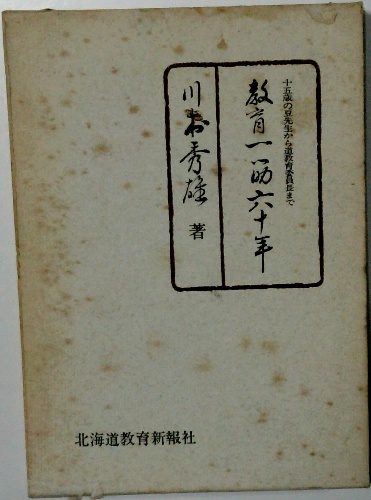 十五歳の豆先生から道教育委員長まで
教育一筋六十年
川村秀雄 著
北海道教育新報社